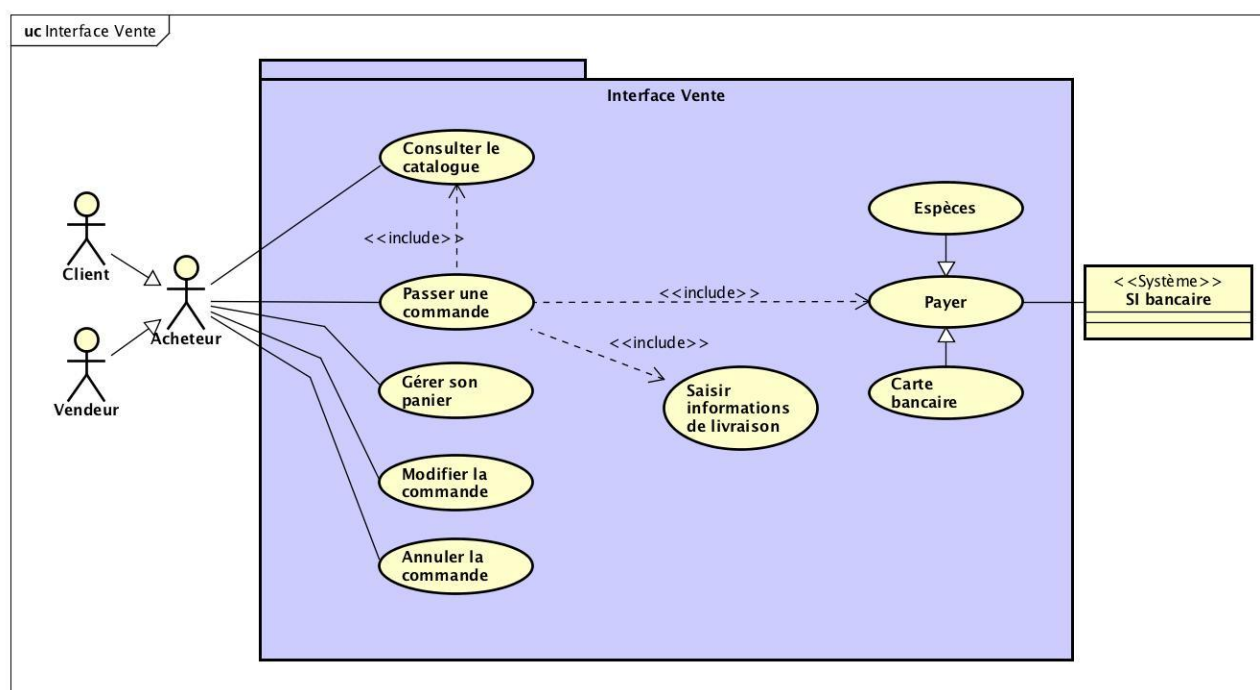 uc Interface Vente
Interface Vente
Consulter le
catalogue
<<include>>
Client
Acheteur
Vendeur
Passer une
commande
<<include>>
<<include>>
Espèces
Payer
<<Système>>
SI bancaire
Carte
bancaire
Saisir
informations
de livraison
Gérer son
panier
Modifier la
commande
Annuler la
commande